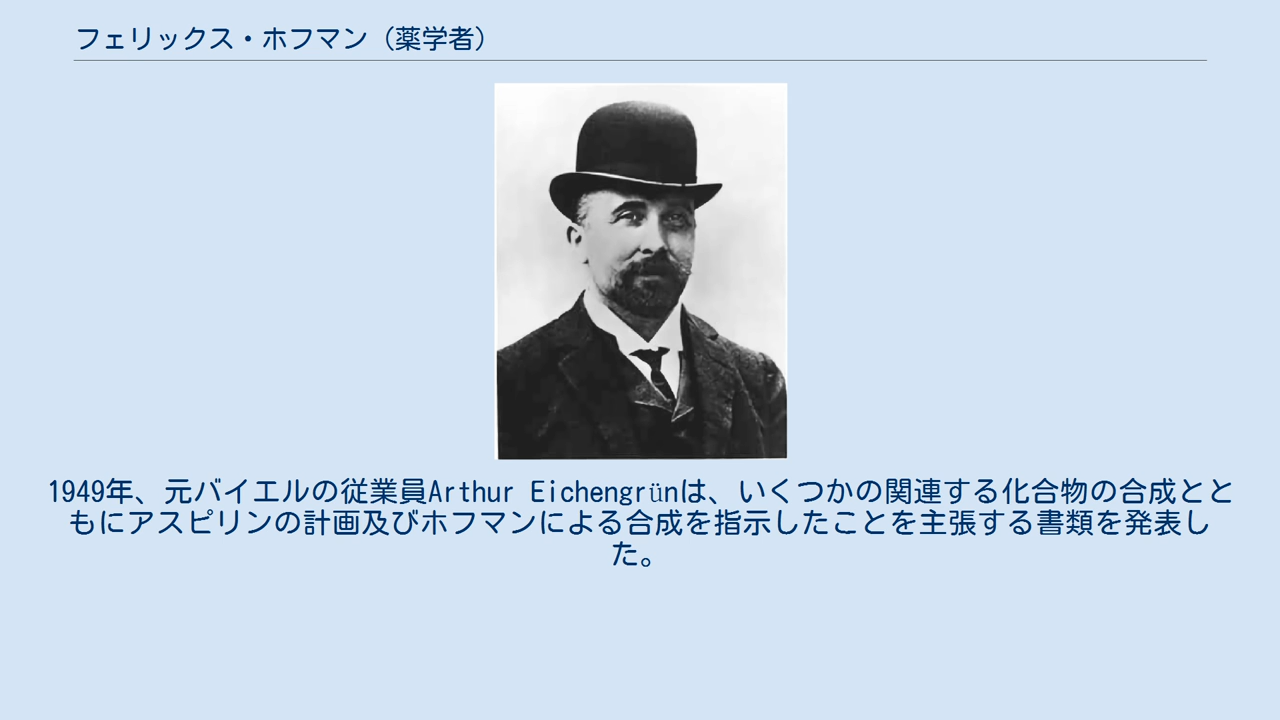 フェリックス・ホフマン（薬学者）
1949年、元バイエルの従業員Arthur Eichengrünは、いくつかの関連する化合物の合成とと
もにアスピリンの計画及びホフマンによる合成を指示したことを主張する書類を発表し
た。